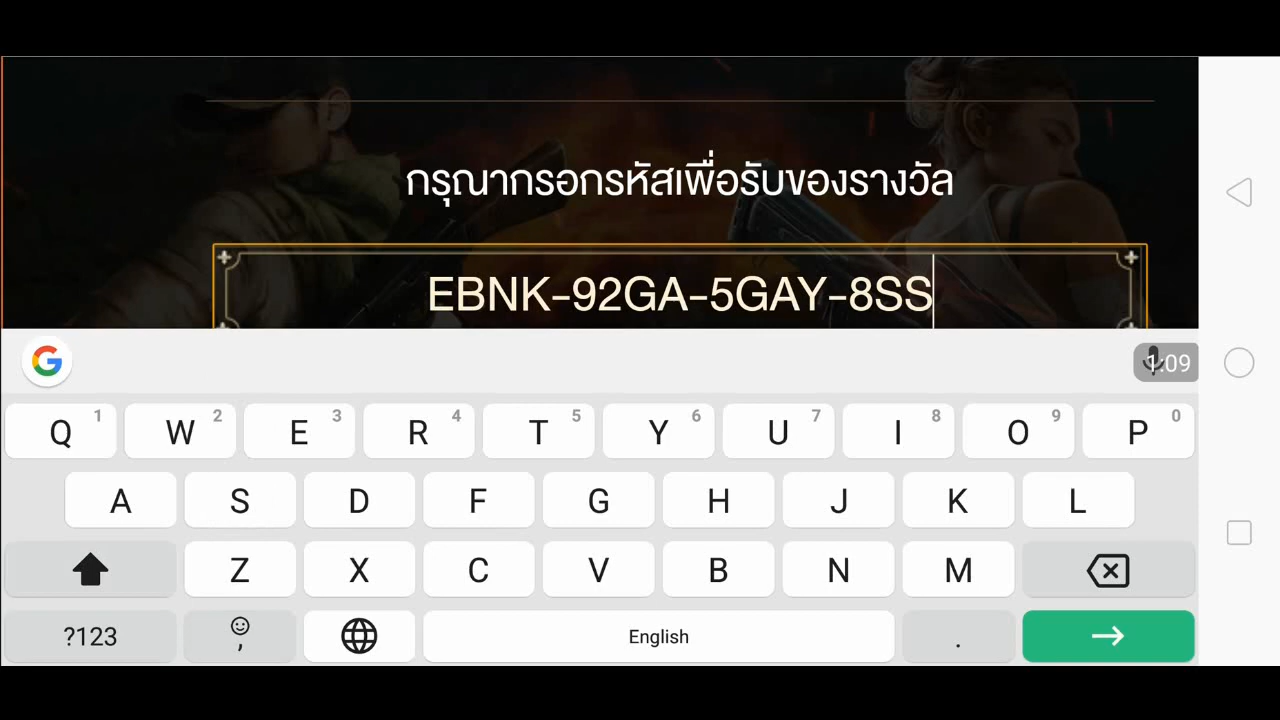 กรุณากรอกรหัสเพื่อรับของรางวัล
EBNK-92GA-5GAY-8SS
G 1:09
Q 1 W 2 E 3 R 4 T 5 Y 6 U 7 I 8 O 9 P 0
A S D F G H J K L
Z X C V B N M
?123 , English .